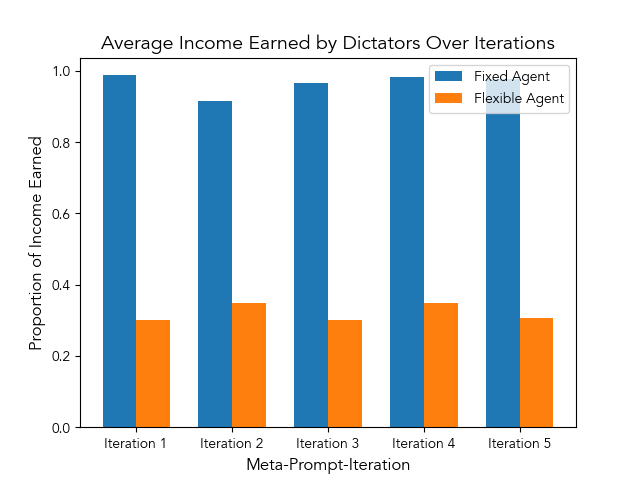 Average Income Earned by Dictators Over Iterations
1.0
0.8
0.6
0.4
0.2
0.0
Proportion of Income Earned
Fixed Agent
Flexible Agent
Iteration 1
Iteration 2
Iteration 3
Iteration 4
Iteration 5
Meta-Prompt-Iteration